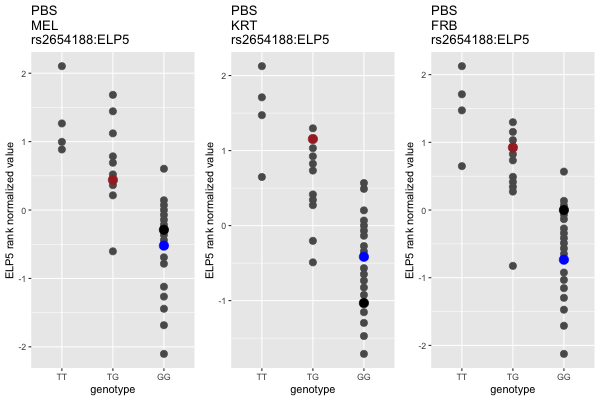 PBS
MEL
rs2654188:ELP5
ELP5 rank normalized value
2
1
0
-1
-2
TT TG GG
genotype
PBS
KRT
rs2654188:ELP5
ELP5 rank normalized value
2
1
0
-1
TT TG GG
genotype
PBS
FRB
rs2654188:ELP5
ELP5 rank normalized value
2
1
0
-1
-2
TT TG GG
genotype